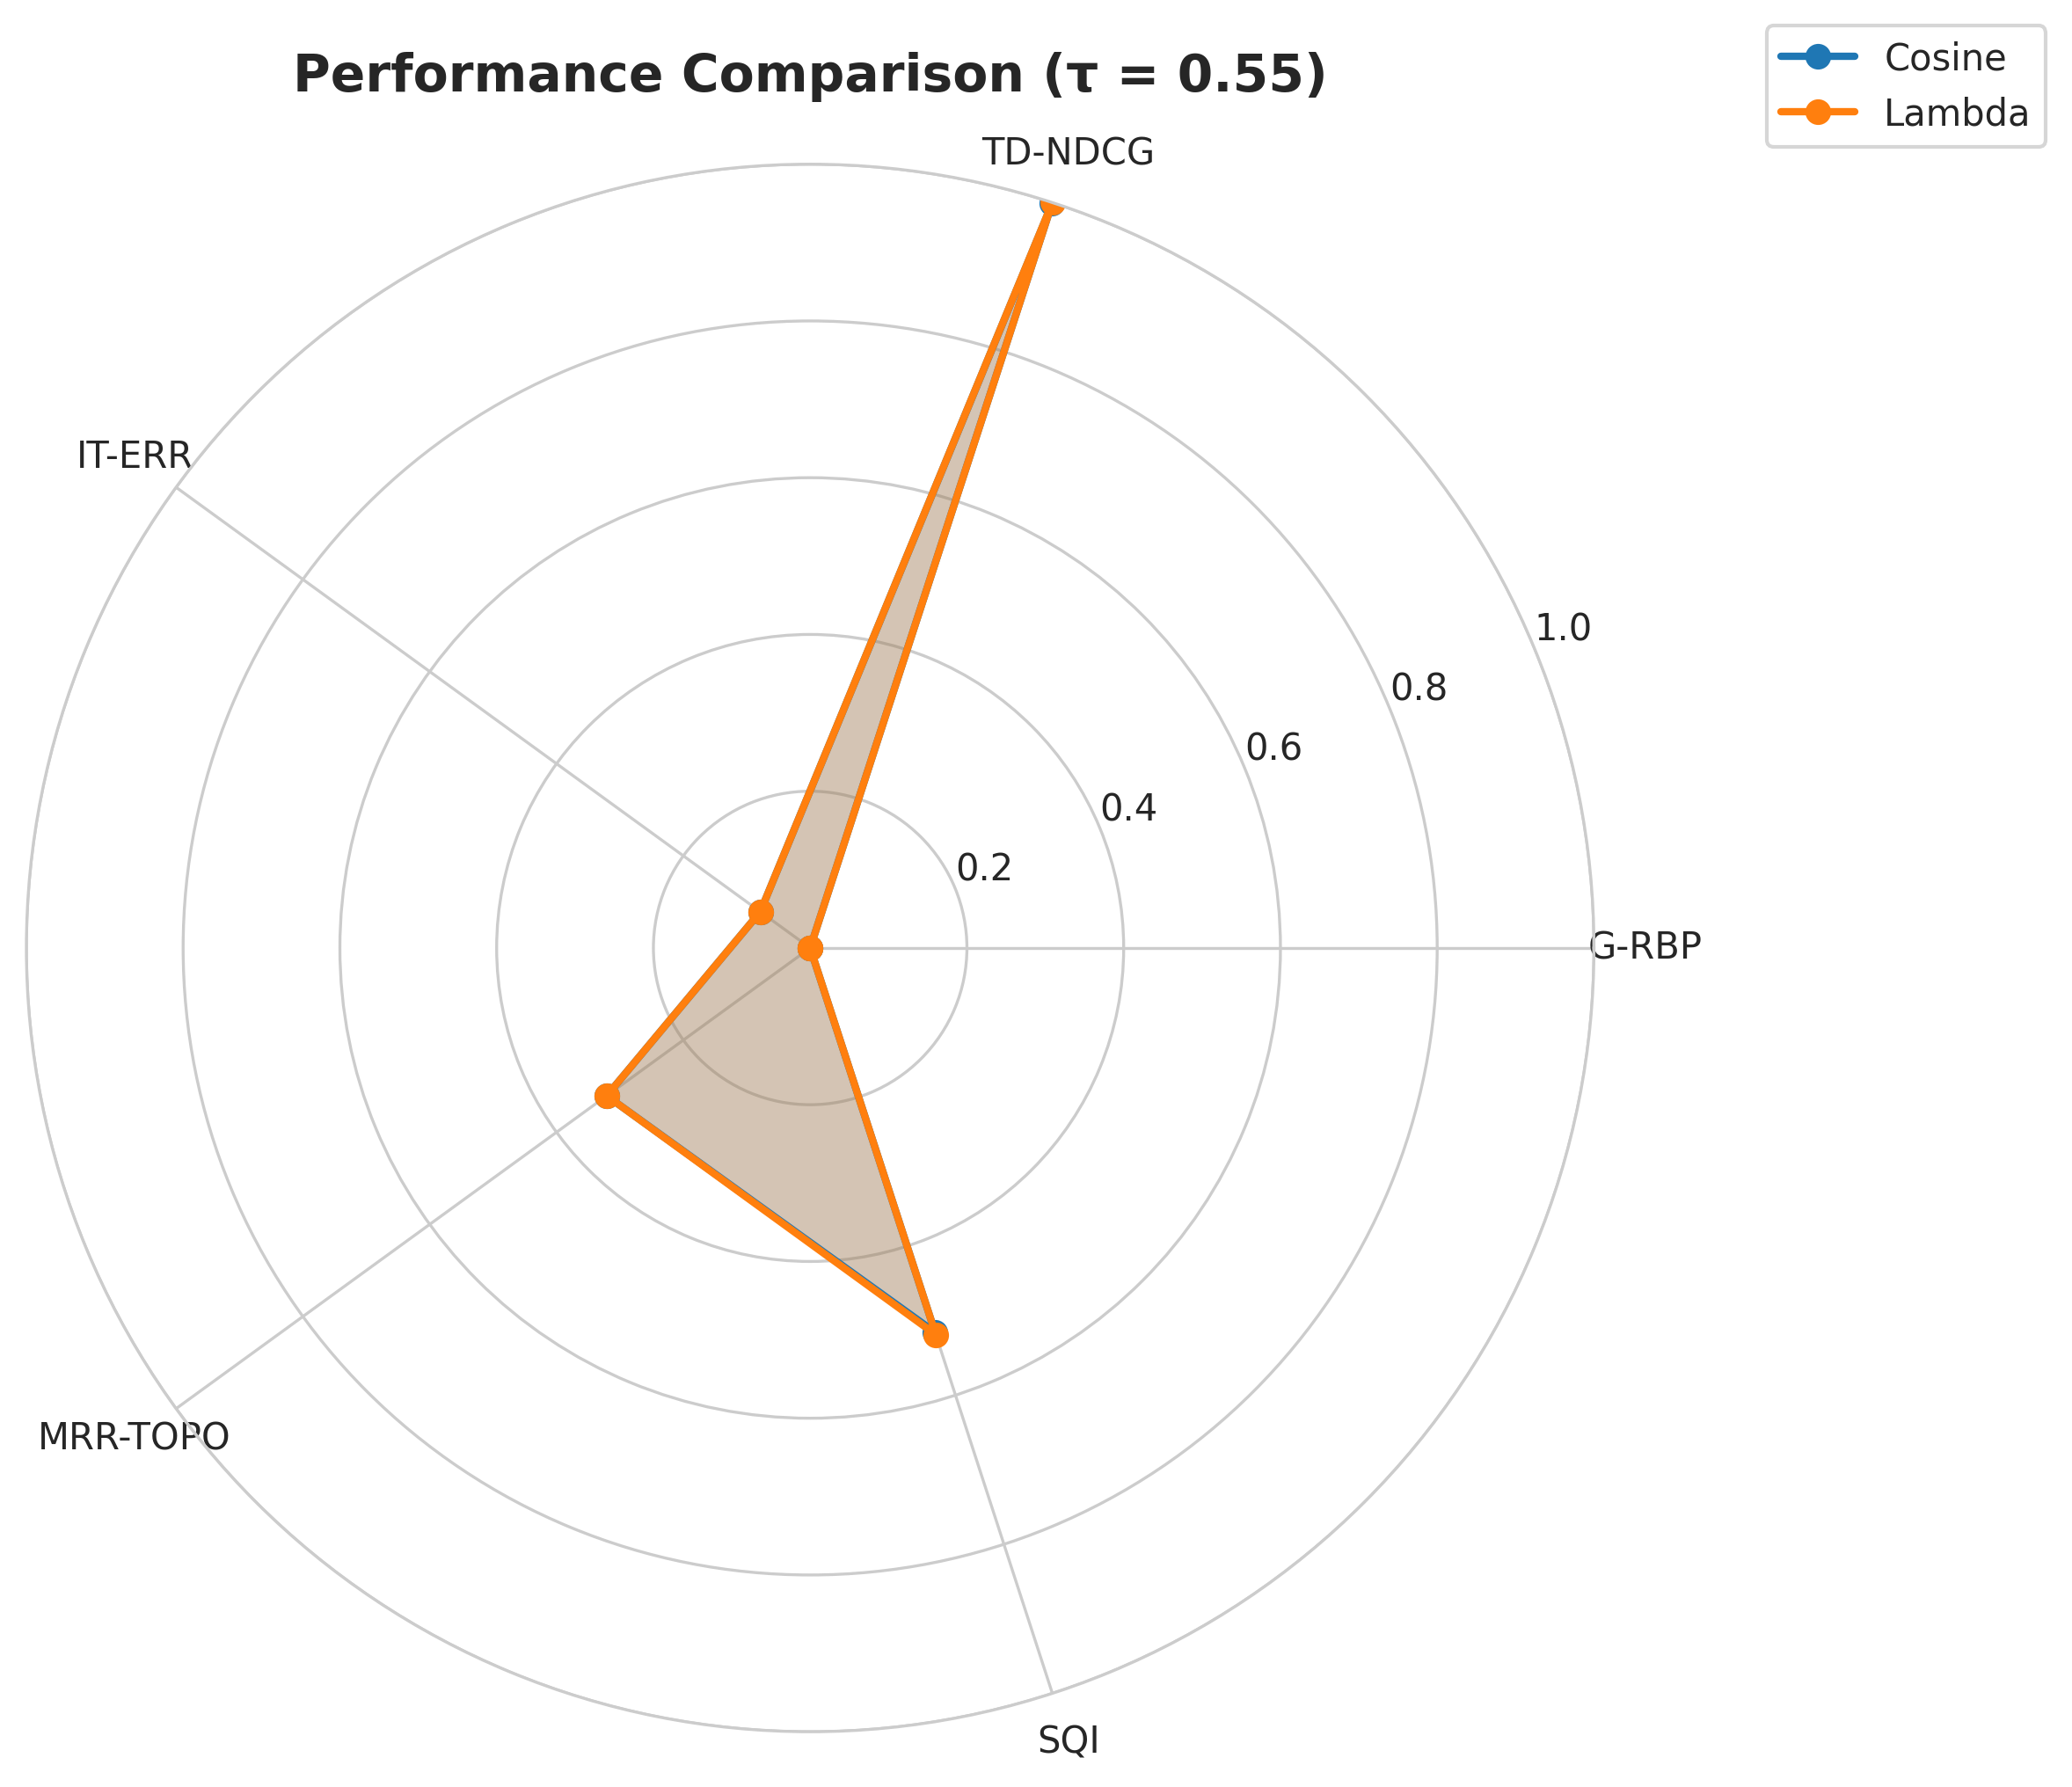 Performance Comparison (τ = 0.55)
Cosine
Lambda
TD-NDCG
IT-ERR
1.0
0.8
0.6
0.4
0.2
G-RBP
MRR-TOPO
SQI